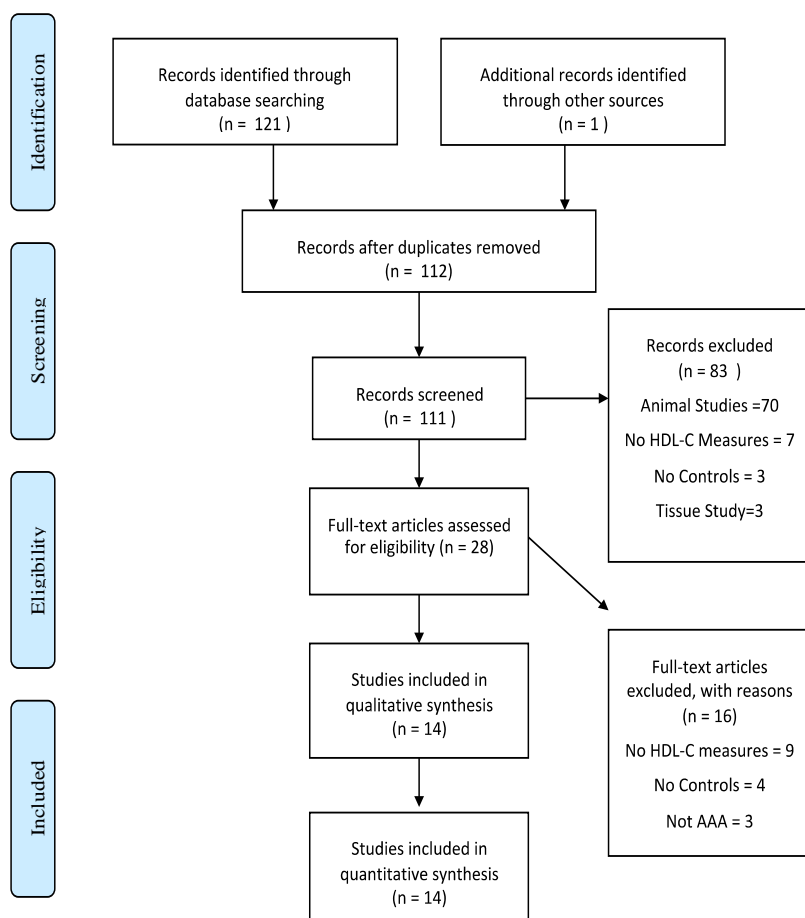 Identification
Records identified through
database searching
(n = 121 )
Additional records identified
through other sources
(n = 1 )
Records after duplicates removed
(n = 112)
Screening
Records screened
(n = 111 )
Records excluded
(n = 83 )
Animal Studies =70
No HDL-C Measures = 7
No Controls = 3
Tissue Study=3
Eligibility
Full-text articles assessed
for eligibility (n = 28)
Full-text articles
excluded, with reasons
(n = 16)
No HDL-C measures = 9
No Controls = 4
Not AAA = 3
Studies included in
qualitative synthesis
(n = 14)
Included
Studies included in
quantitative synthesis
(n = 14)